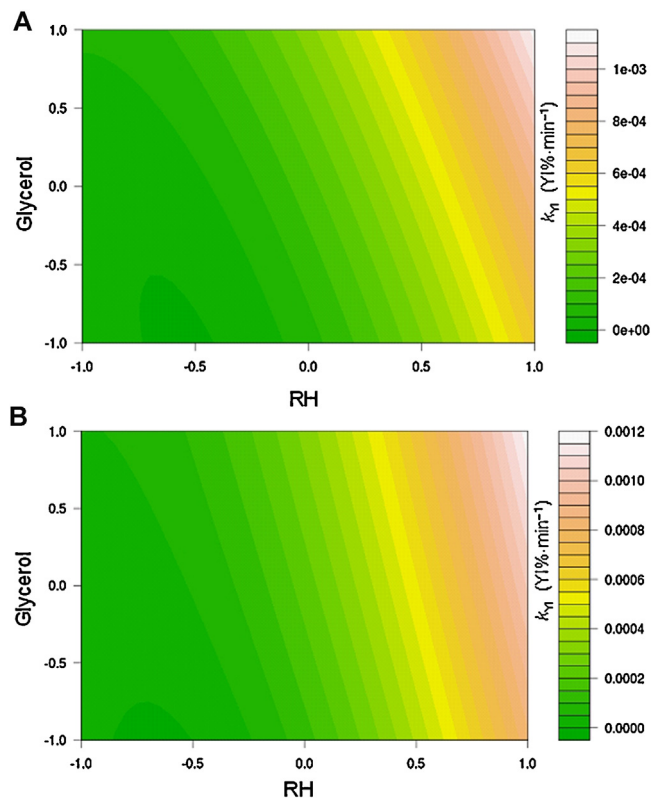 A
1.0
0.5
0.0
-0.5
-1.0
Glycerol
-1.0 -0.5 0.0 0.5 1.0
RH
1e-03
8e-04
6e-04
4e-04
2e-04
0e+00
kYI (YI%·min⁻¹)
B
1.0
0.5
0.0
-0.5
-1.0
Glycerol
-1.0 -0.5 0.0 0.5 1.0
RH
0.0012
0.0010
0.0008
0.0006
0.0004
0.0002
0.0000
kYI (YI%·min⁻¹)